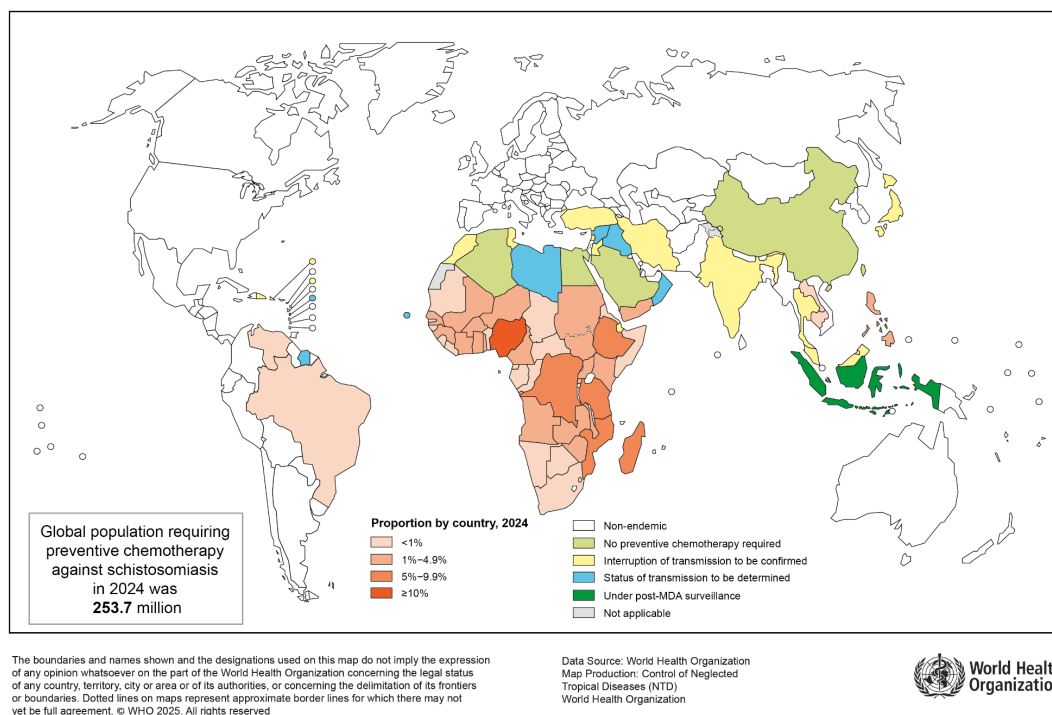 Global population requiring
preventive chemotherapy
against schistosomiasis
in 2024 was
253.7 million
Proportion by country, 2024
<1%
1%–4.9%
5%–9.9%
≥10%
Non-endemic
No preventive chemotherapy required
Interruption of transmission to be confirmed
Status of transmission to be determined
Under post-MDA surveillance
Not applicable
The boundaries and names shown and the designations used on this map do not imply the expression
of any opinion whatsoever on the part of the World Health Organization concerning the legal status
of any country, territory, city or area or of its authorities, or concerning the delimitation of its frontiers
or boundaries. Dotted lines on maps represent approximate border lines for which there may not
yet be full agreement. © WHO 2025. All rights reserved
Data Source: World Health Organization
Map Production: Control of Neglected
Tropical Diseases (NTD)
World Health Organization
World Healt
Organizatio